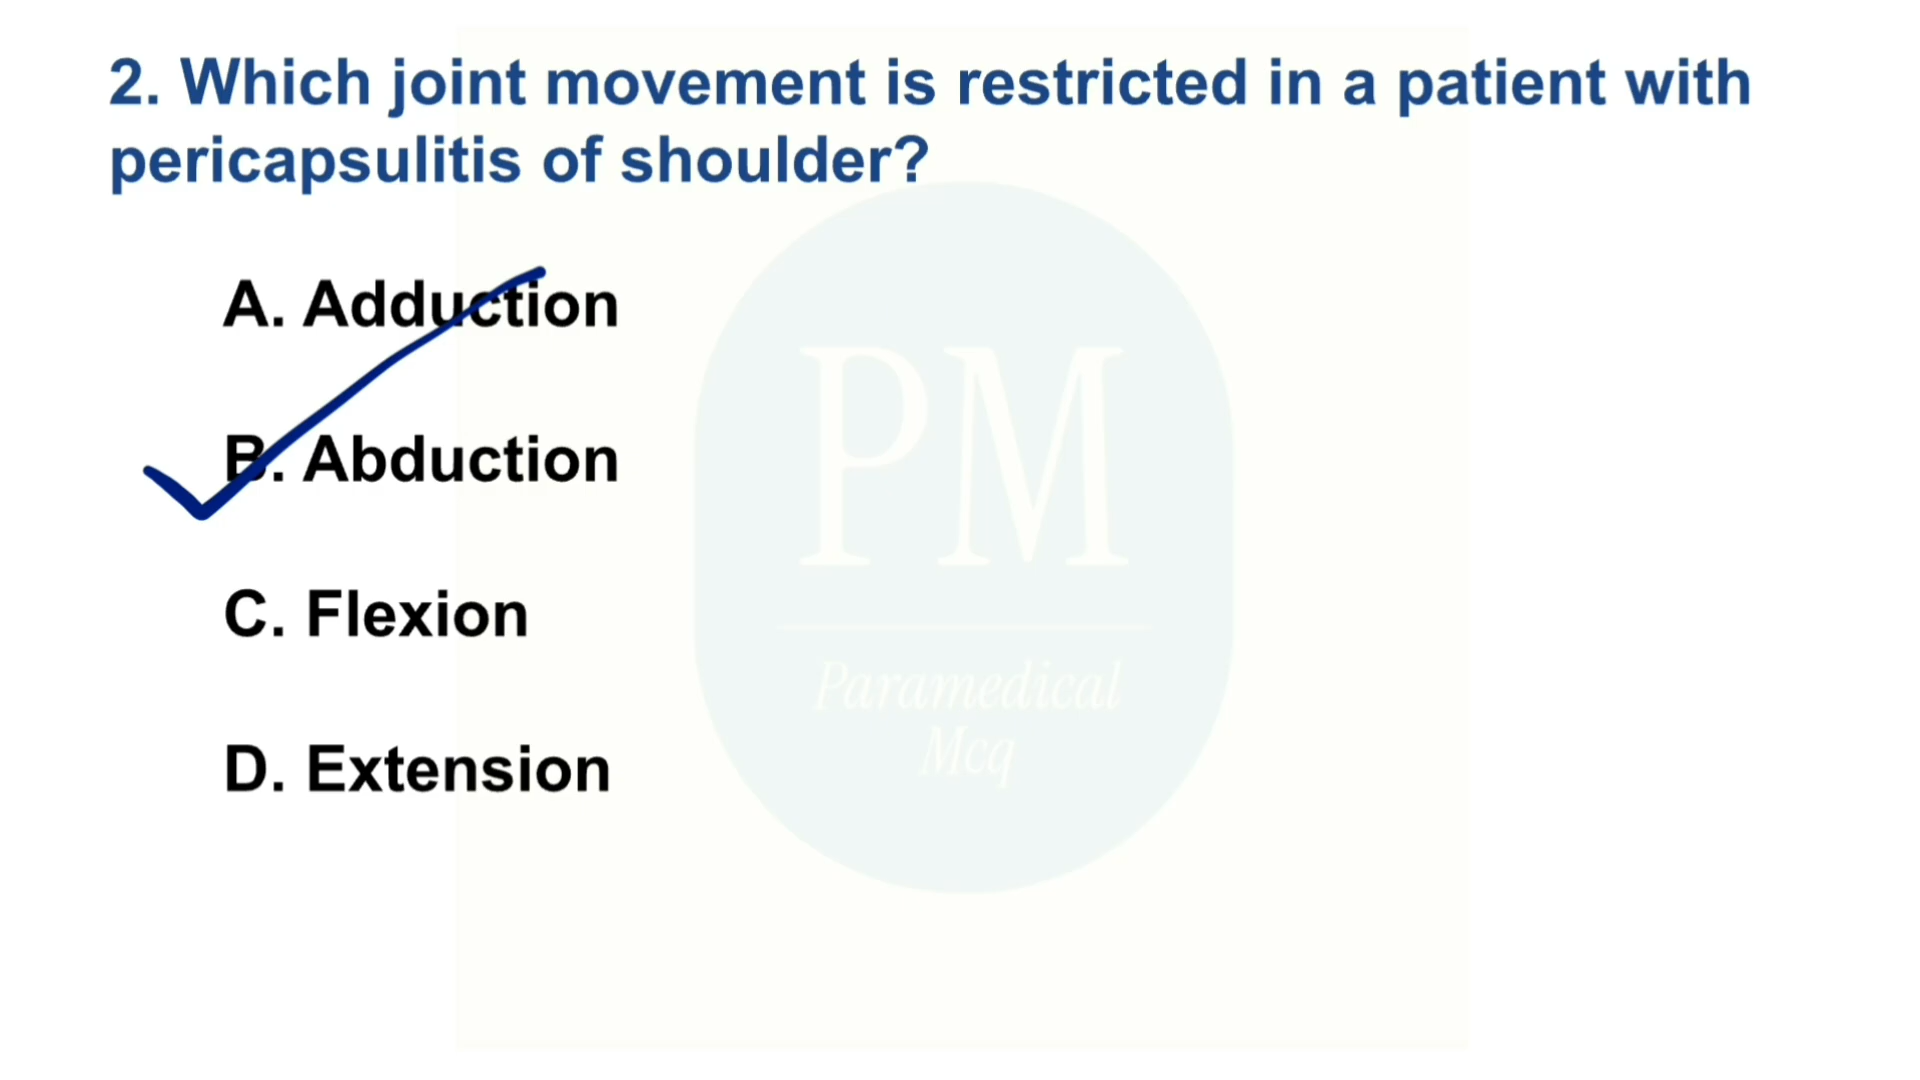 2. Which joint movement is restricted in a patient with
pericapsulitis of shoulder?
A. Adduction
B. Abduction
C. Flexion
D. Extension
PM
Paramedical
Mcq